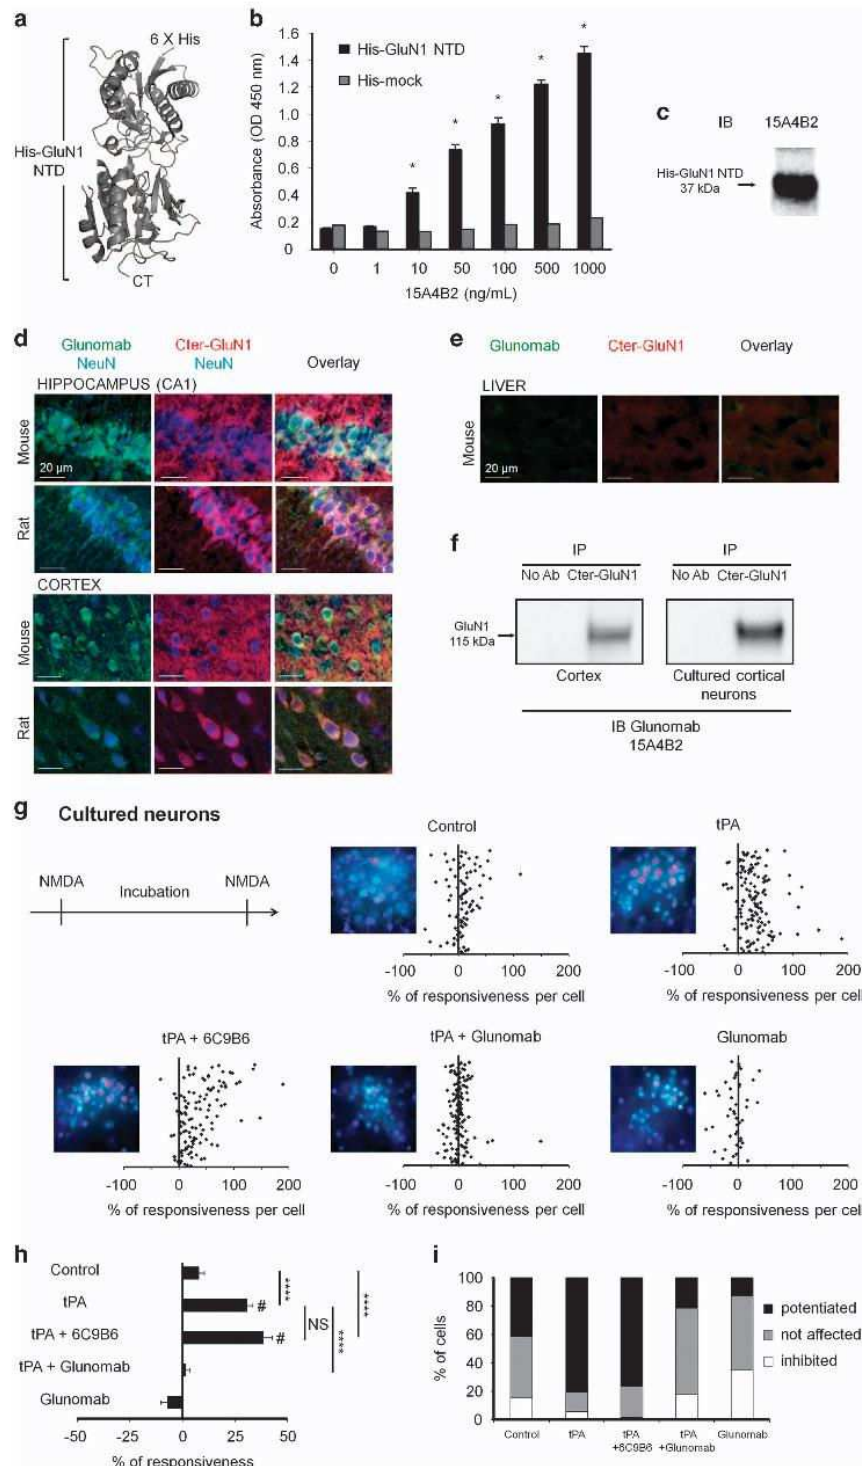 a
6 X His
His-GluN1
NTD
CT
b
1.6
1.4
1.2
1.0
0.8
0.6
0.4
0.2
0
Absorbance (OD 450 nm)
His-GluN1 NTD
His-mock
*
*
*
*
*
0 1 10 50 100 500 1000
15A4B2 (ng/mL)
c
IB 15A4B2
His-GluN1 NTD
37 kDa
d
Glunomab Cter-GluN1
NeuN NeuN Overlay
HIPPOCAMPUS (CA1)
Mouse
20 µm
Rat
CORTEX
Mouse
Rat
e
Glunomab Cter-GluN1 Overlay
LIVER
Mouse
20 µm
f
IP IP
No Ab Cter-GluN1 No Ab Cter-GluN1
GluN1
115 kDa
Cortex Cultured cortical
neurons
IB Glunomab
15A4B2
g Cultured neurons
NMDA Incubation NMDA
Control
-100 0 100 200
% of responsiveness per cell
tPA
-100 0 100 200
% of responsiveness per cell
tPA + 6C9B6
-100 0 100 200
% of responsiveness per cell
tPA + Glunomab
-100 0 100 200
% of responsiveness per cell
Glunomab
-100 0 100 200
% of responsiveness per cell
h
Control
tPA #
tPA + 6C9B6 #
tPA + Glunomab
Glunomab
****
NS
****
****
-50 -25 0 25 50
% of responsiveness
i
100
80
60
40
20
0
% of cells
potentiated
not affected
inhibited
Control tPA tPA tPA Glunomab
+6C9B6 +Glunomab